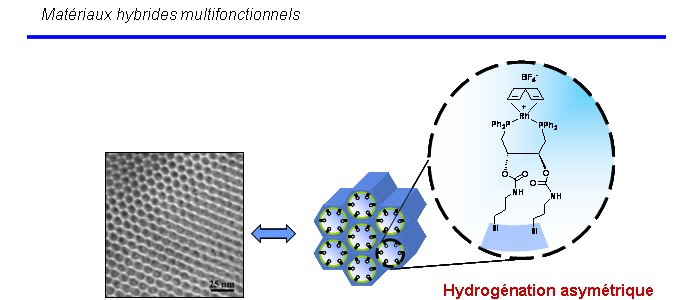 Matériaux hybrides multifonctionnels
BF4-
+
Rh
Ph2P PPh2
O O O
O NH
NH
Si Si
25 nm
Hydrogénation asymétrique